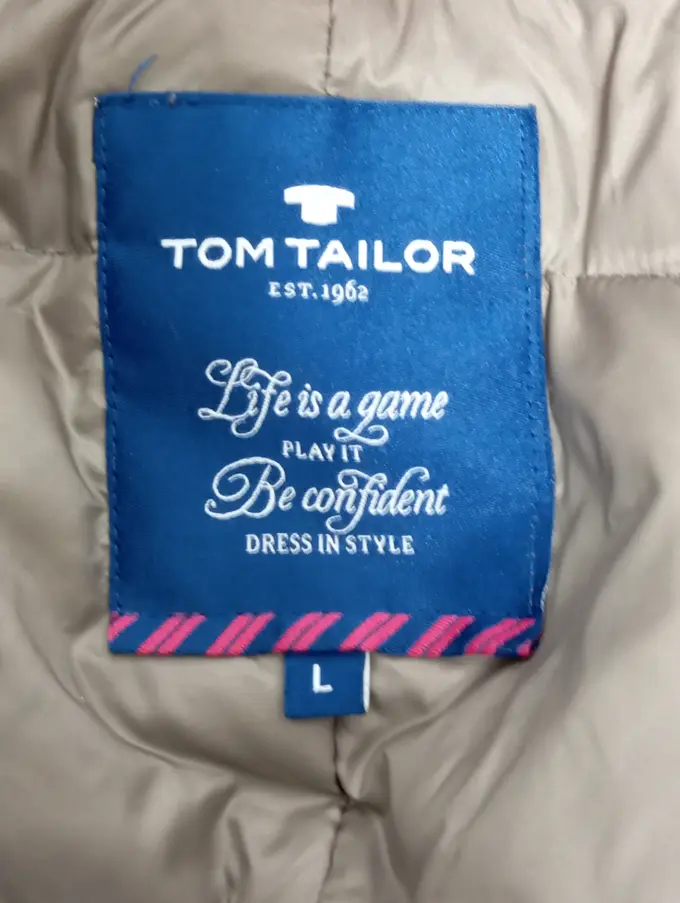 TOM TAILOR
EST. 1962
Life is a game
PLAY IT
Be confident
DRESS IN STYLE
L